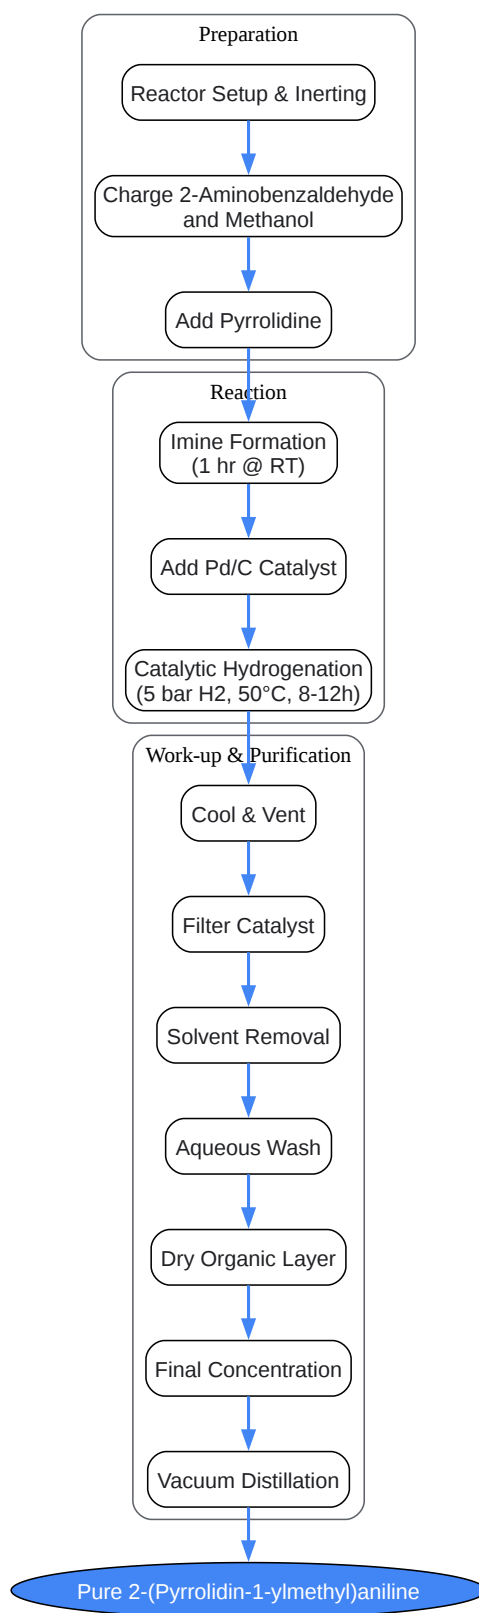 Preparation
Reactor Setup & Inerting
Charge 2-Aminobenzaldehyde
and Methanol
Add Pyrrolidine
Reaction
Imine Formation
(1 hr @ RT)
Add Pd/C Catalyst
Catalytic Hydrogenation
(5 bar H2, 50°C, 8-12h)
Work-up & Purification
Cool & Vent
Filter Catalyst
Solvent Removal
Aqueous Wash
Dry Organic Layer
Final Concentration
Vacuum Distillation
Pure 2-(Pyrrolidin-1-ylmethyl)aniline